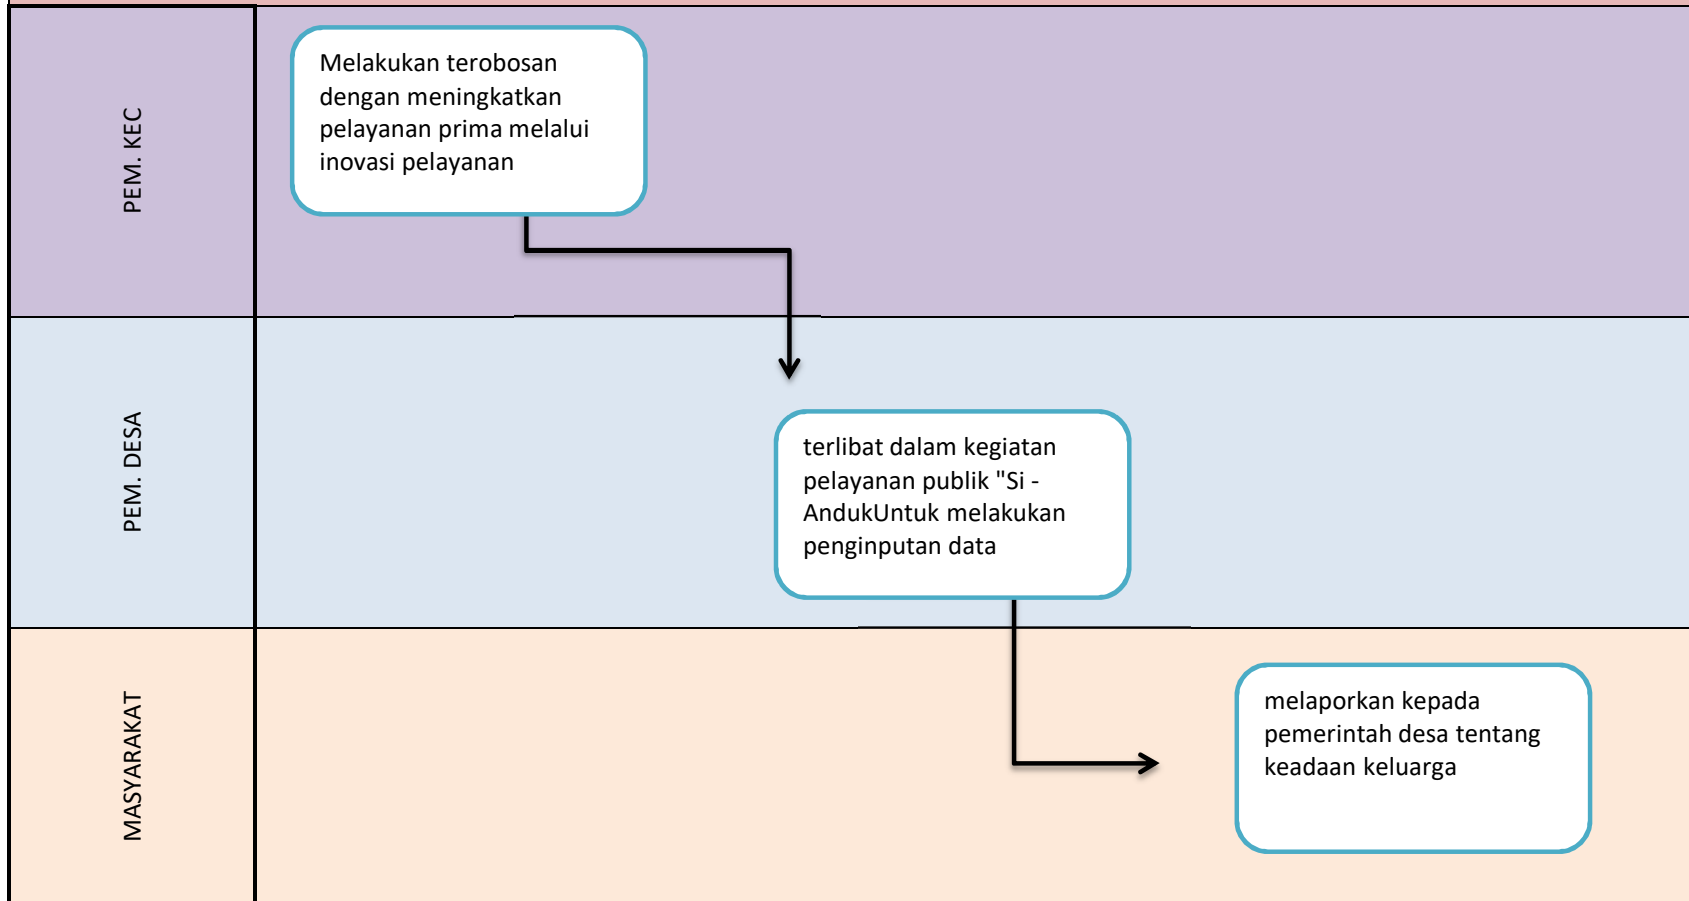 PEM. KEC
Melakukan terobosan
dengan meningkatkan
pelayanan prima melalui
inovasi pelayanan
PEM. DESA
terlibat dalam kegiatan
pelayanan publik "Si -
AndukUntuk melakukan
penginputan data
MASYARAKAT
melaporkan kepada
pemerintah desa tentang
keadaan keluarga